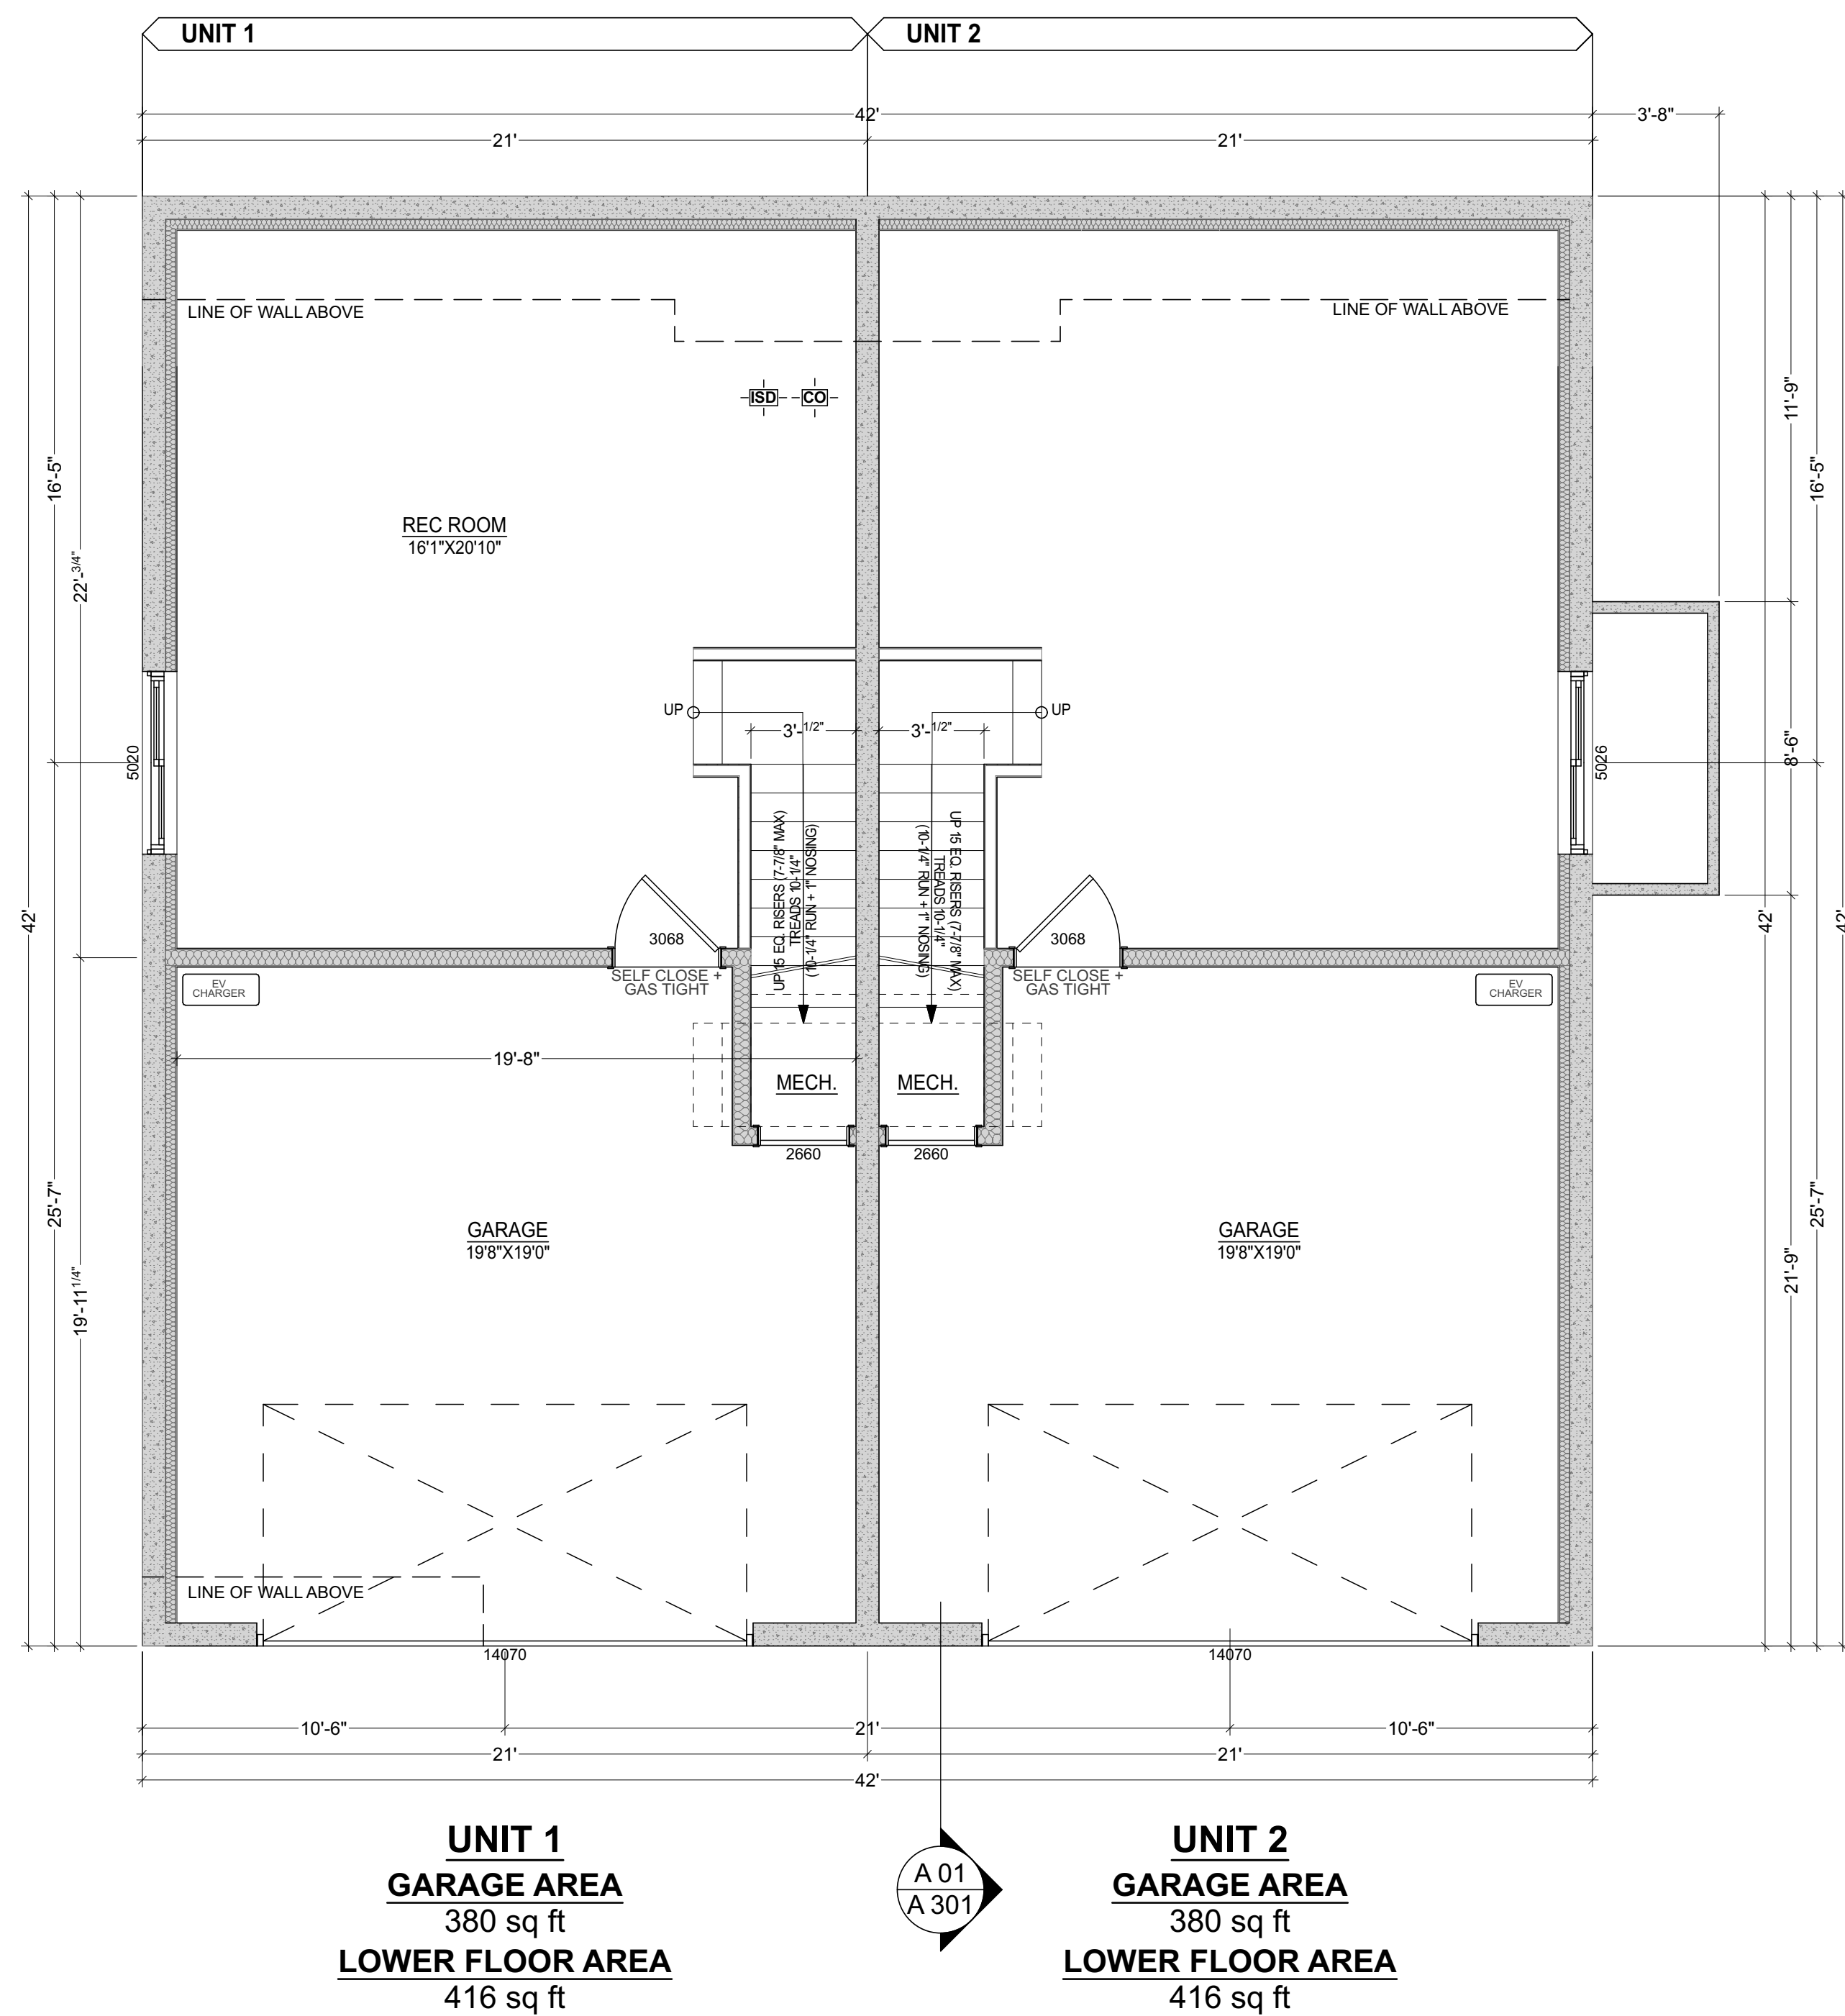 UNIT 1
UNIT 2
42'
3'-8"
21'
21'
LINE OF WALL ABOVE
LINE OF WALL ABOVE
ISD
CO
11'-9"
16'-5"
16'-5"
22'-3/4"
REC ROOM
16'1"X20'10"
UP
UP
3'-1/2"
3'-1/2"
5020
5026
8'-6"
UP 15 EQ. RISERS (7-7/8" MAX)
TREADS 10-1/4"
(10-1/4" RUN + 1" NOSING)
UP 15 EQ. RISERS (7-7/8" MAX)
TREADS 10-1/4"
(10-1/4" RUN + 1" NOSING)
42'
42'
42'
3068
3068
SELF CLOSE +
GAS TIGHT
SELF CLOSE +
GAS TIGHT
EV
CHARGER
EV
CHARGER
19'-8"
MECH.
MECH.
2660
2660
25'-7"
25'-7"
GARAGE
19'8"X19'0"
GARAGE
19'8"X19'0"
19'-11 1/4"
21'-9"
LINE OF WALL ABOVE
14070
14070
10'-6"
21'
10'-6"
21'
21'
42'
UNIT 1
GARAGE AREA
380 sq ft
LOWER FLOOR AREA
416 sq ft
A 01
A 301
UNIT 2
GARAGE AREA
380 sq ft
LOWER FLOOR AREA
416 sq ft